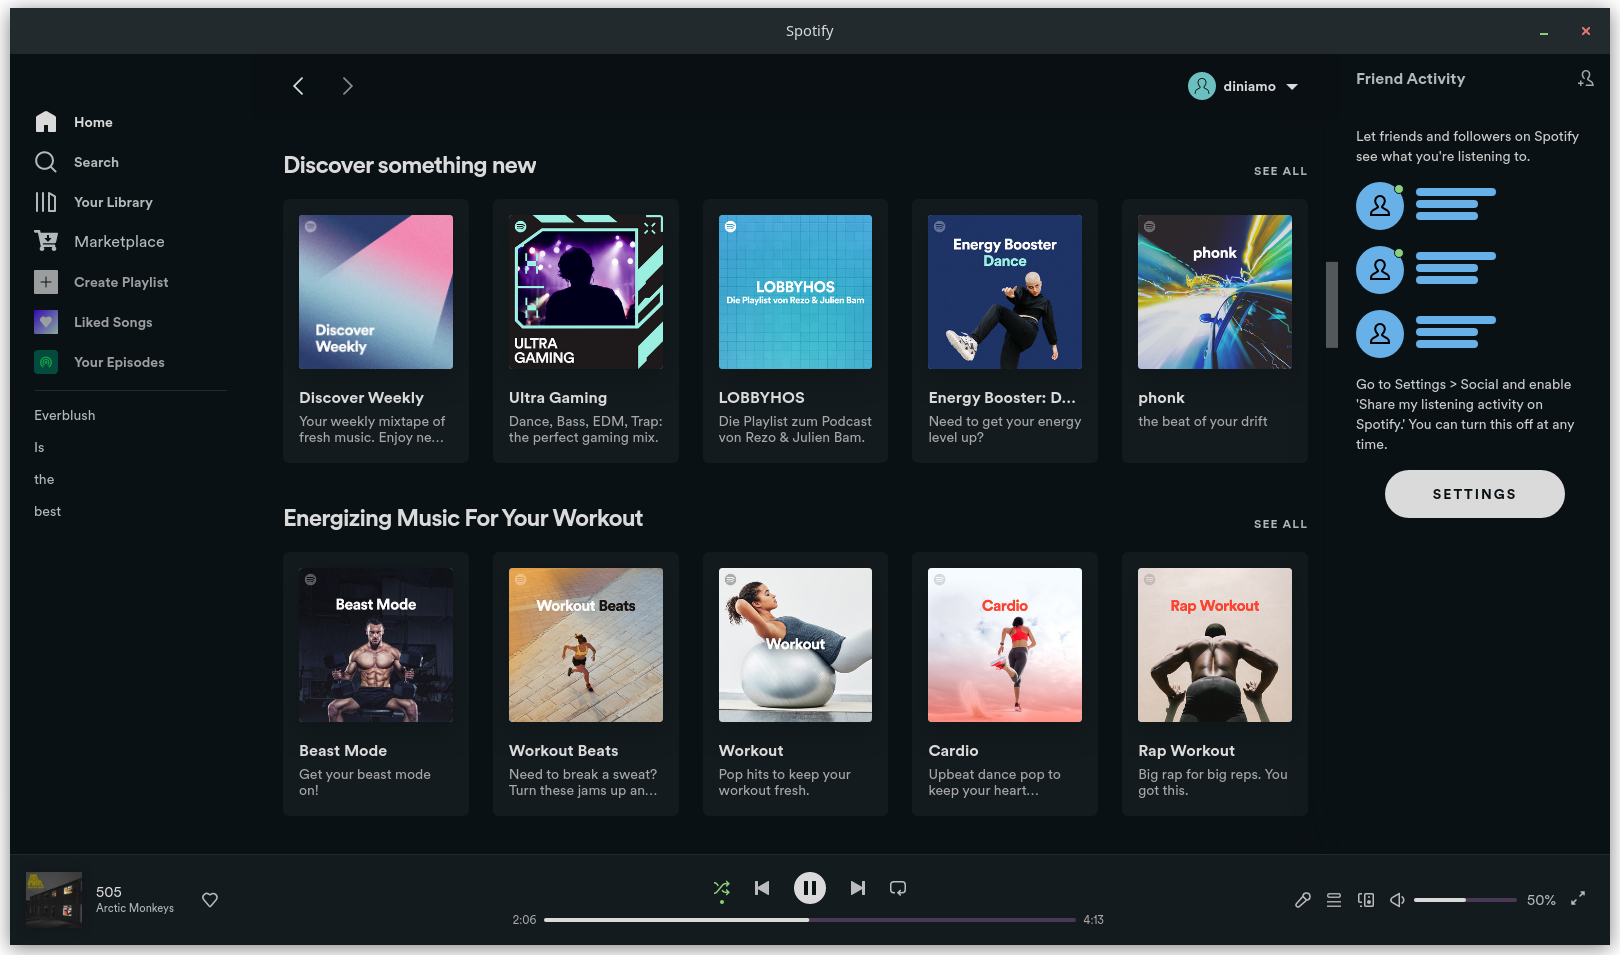 Spotify
diniamo
Friend Activity
Home
Search
Your Library
Marketplace
Create Playlist
Liked Songs
Your Episodes
Everblush
Is
the
best
Discover something new
SEE ALL
Discover
Weekly
Discover Weekly
Your weekly mixtape of
fresh music. Enjoy ne...
ULTRA
GAMING
Ultra Gaming
Dance, Bass, EDM, Trap:
the perfect gaming mix.
LOBBYHOS
Die Playlist von Rezo & Julien Bam
LOBBYHOS
Die Playlist zum Podcast
von Rezo & Julien Bam.
Energy Booster
Dance
Energy Booster: D...
Need to get your energy
level up?
phonk
phonk
the beat of your drift
Energizing Music For Your Workout
SEE ALL
Beast Mode
Beast Mode
Get your beast mode
on!
Workout Beats
Workout Beats
Need to break a sweat?
Turn these jams up an...
Workout
Workout
Pop hits to keep your
workout fresh.
Cardio
Cardio
Upbeat dance pop to
keep your heart...
Rap Workout
Rap Workout
Big rap for big reps. You
got this.
Let friends and followers on Spotify
see what you're listening to.
Go to Settings > Social and enable
'Share my listening activity on
Spotify.' You can turn this off at any
time.
SETTINGS
505
Arctic Monkeys
2:06
4:13
50%